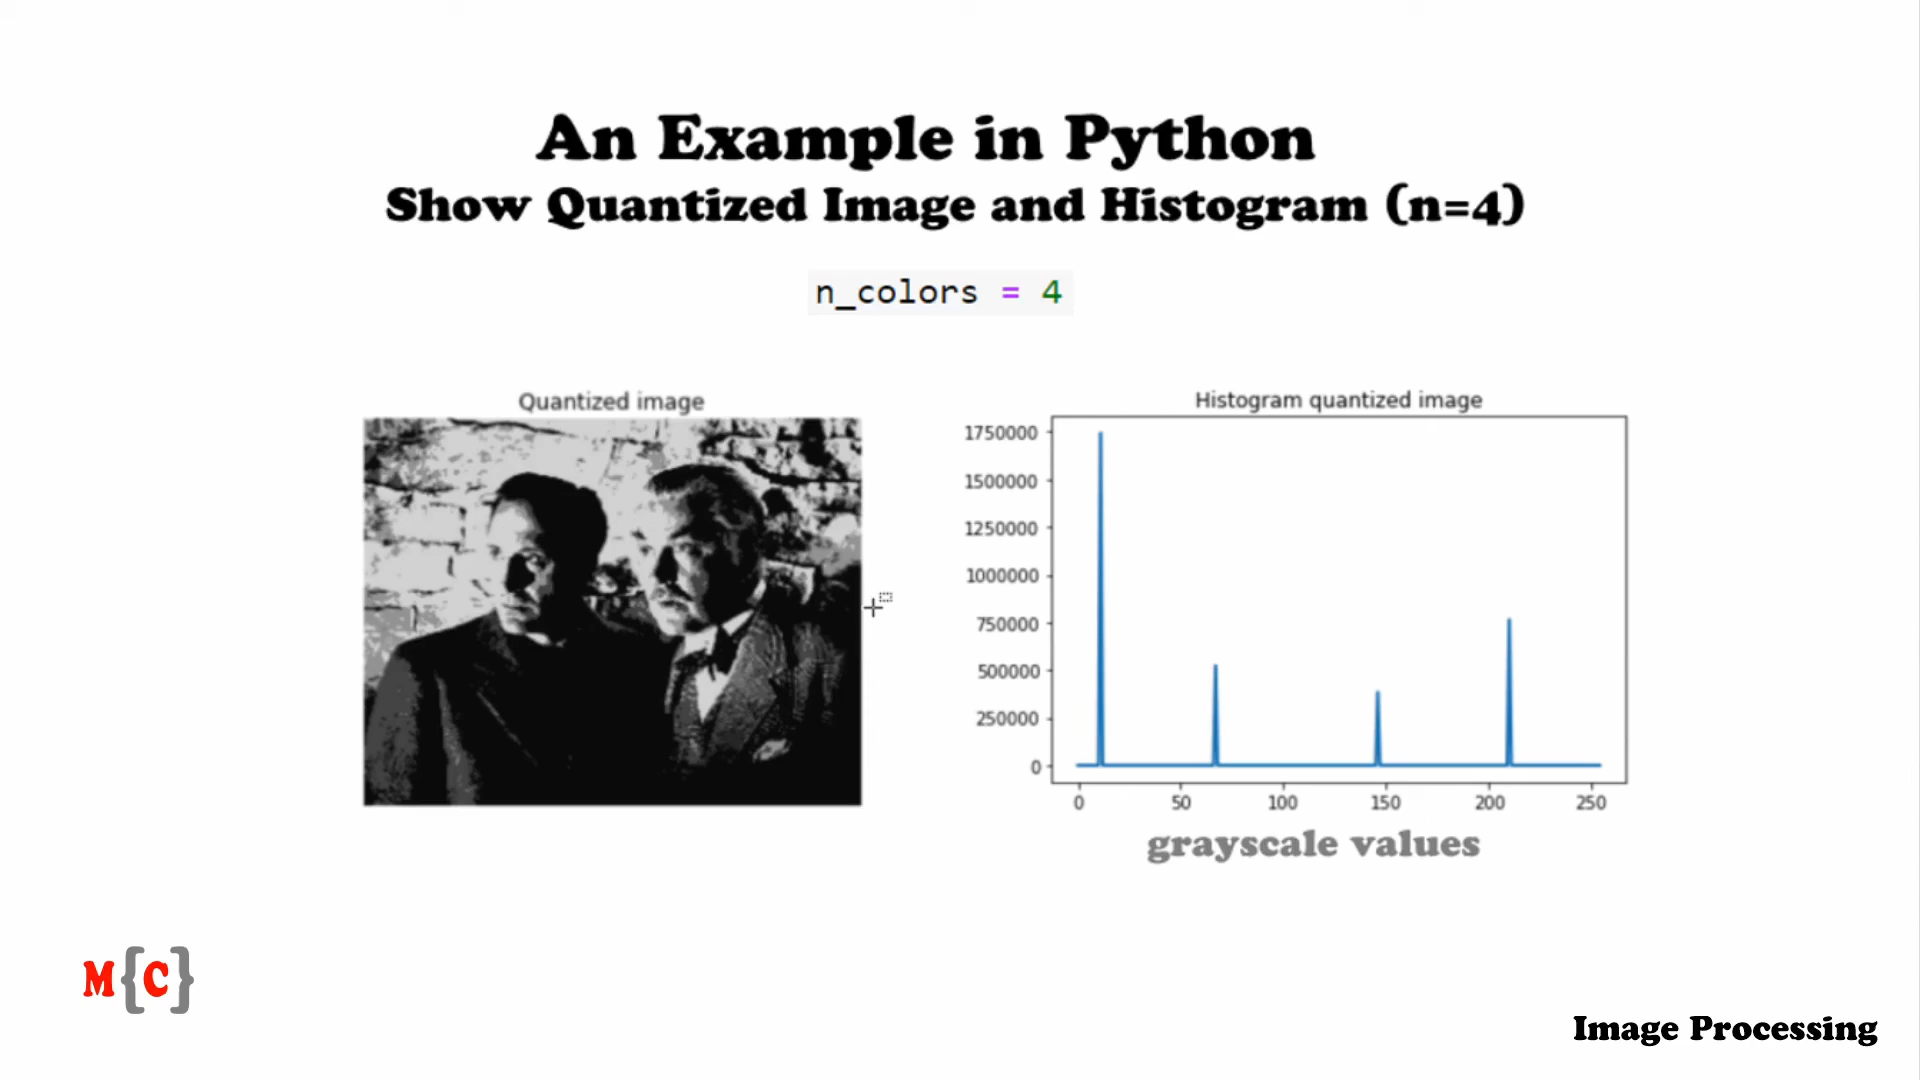 An Example in Python
Show Quantized Image and Histogram (n=4)
n_colors = 4
Quantized image
Histogram quantized image
1750000
1500000
1250000
1000000
750000
500000
250000
0
0 50 100 150 200 250
grayscale values
M{C}
Image Processing